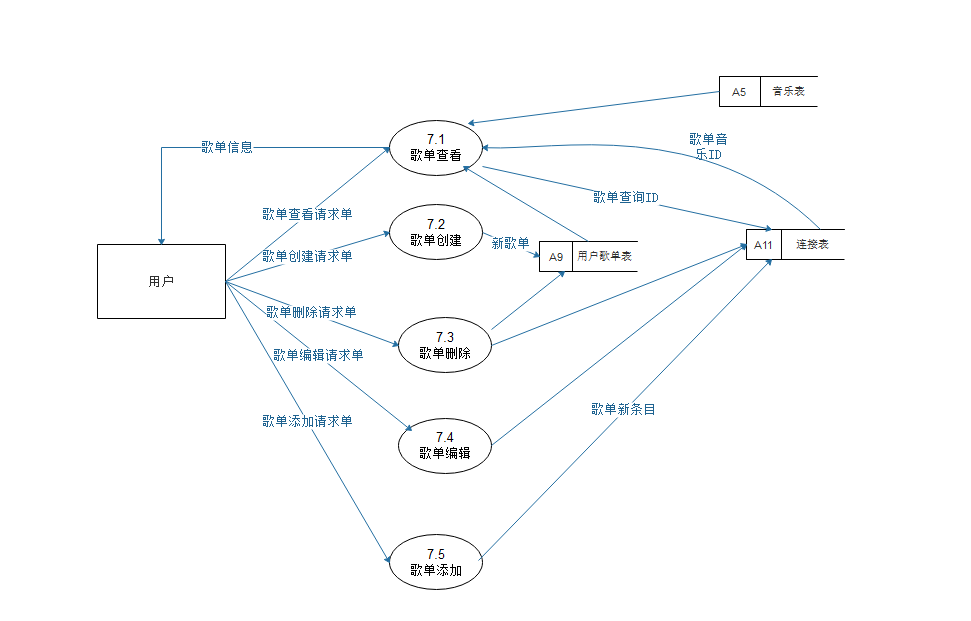 A5
音乐表
7.1
歌单查看
歌单信息
歌单音
乐ID
歌单查询ID
歌单查看请求单
7.2
歌单创建
新歌单
A9
用户歌单表
A11
连接表
歌单创建请求单
用户
歌单删除请求单
7.3
歌单删除
歌单编辑请求单
歌单添加请求单
歌单新条目
7.4
歌单编辑
7.5
歌单添加